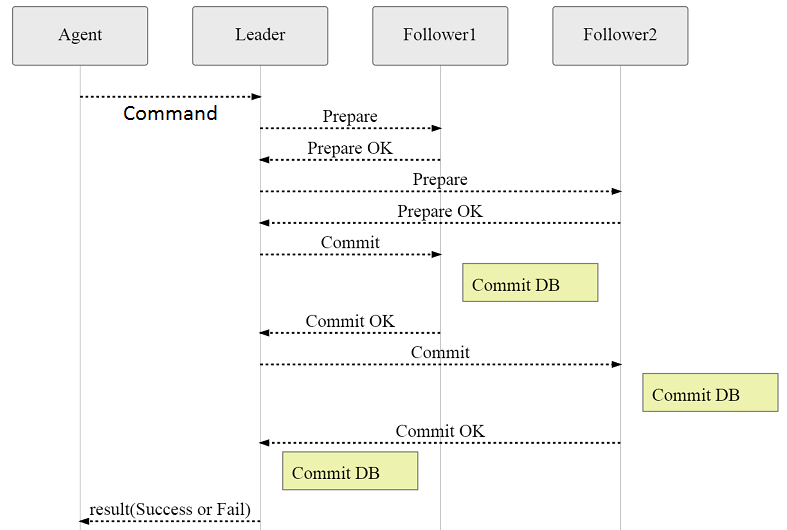 Agent
Leader
Follower1
Follower2
Command
Prepare
Prepare OK
Prepare
Prepare OK
Commit
Commit DB
Commit OK
Commit
Commit DB
Commit OK
Commit DB
result(Success or Fail)